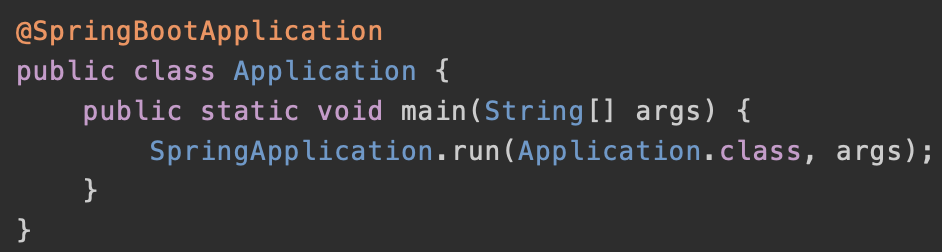 @SpringBootApplication
public class Application {
    public static void main(String[] args) {
        SpringApplication.run(Application.class, args);
    }
}